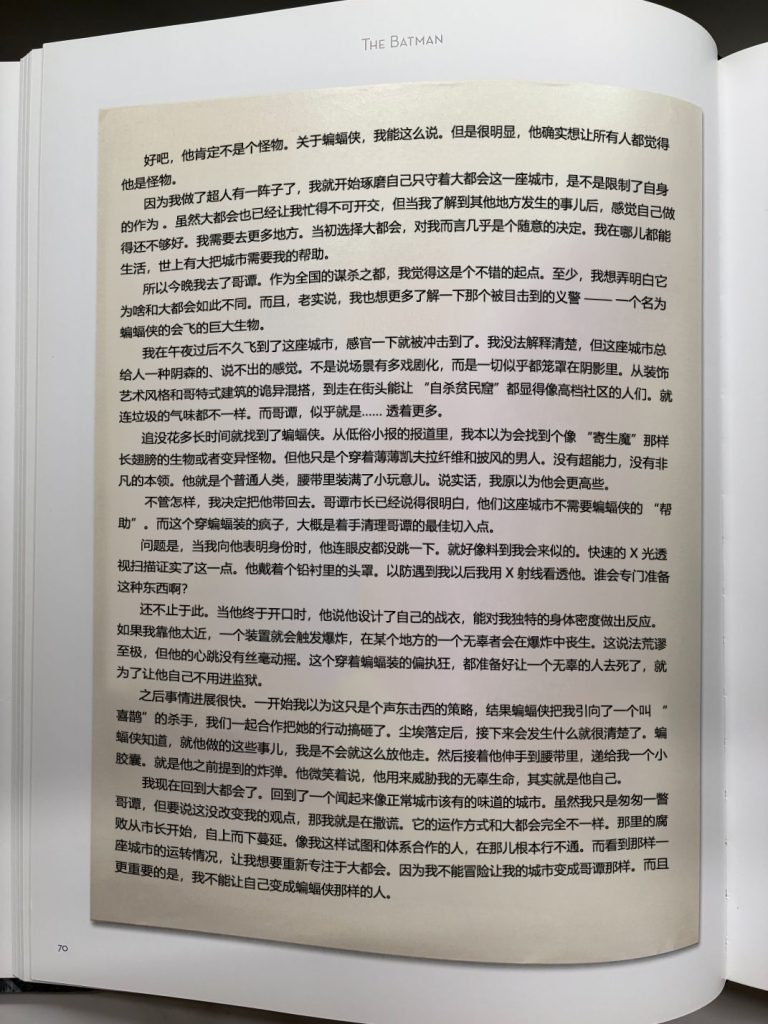 THE BATMAN
好吧，他肯定不是个怪物。关于蝙蝠侠，我能这么说。但是很明显，他确实想让所有人都觉得
他是怪物。
因为我做了超人有一阵子了，我就开始琢磨自己只守着大都会这一座城市，是不是限制了自身
的作为 。虽然大都会也已经让我忙得不可开交，但当我了解到其他地方发生的事儿后，感觉自己做
得还不够好。我需要去更多地方。当初选择大都会，对我而言几乎是个随意的决定。我在哪儿都能
生活，世上有大把城市需要我的帮助。
所以今晚我去了哥谭。作为全国的谋杀之都，我觉得这是个不错的起点。至少，我想弄明白它
为啥和大都会如此不同。而且，老实说，我也想更多了解一下那个被目击到的义警 —— 一个名为
蝙蝠侠的会飞的巨大生物。
我在午夜过后不久飞到了这座城市，感官一下就被冲击到了。我没法解释清楚，但这座城市总
给人一种阴森的、说不出的感觉。不是说场景有多戏剧化，而是一切似乎都笼罩在阴影里。从装饰
艺术风格和哥特式建筑的诡异混搭，到走在街头能让 “自杀贫民窟” 都显得像高档社区的人们。就
连垃圾的气味都不一样。而哥谭，似乎就是…… 透着更多。
追没花多长时间就找到了蝙蝠侠。从低俗小报的报道里，我本以为会找到个像 “寄生魔” 那样
长翅膀的生物或者变异怪物。但他只是个穿着薄薄凯夫拉纤维和披风的男人。没有超能力，没有非
凡的本领。他就是个普通人类，腰带里装满了小玩意儿。说实话，我原以为他会更高些。
不管怎样，我决定把他带回去。哥谭市长已经说得很明白，他们这座城市不需要蝙蝠侠的 “帮
助” 。而这个穿蝙蝠装的疯子，大概是着手清理哥谭的最佳切入点。
问题是，当我向他表明身份时，他连眼皮都没跳一下。就好像料到我会来似的。快速的 X 光透
视扫描证实了这一点。他戴着个铅衬里的头罩。以防遇到我以后我用 X 射线看透他。谁会专门准备
这种东西啊?
还不止于此。当他终于开口时，他说他设计了自己的战衣，能对我独特的身体密度做出反应。
如果我靠他太近，一个装置就会触发爆炸，在某个地方的一个无辜者会在爆炸中丧生。这说法荒谬
至极，但他的心跳没有丝毫动摇。这个穿着蝙蝠装的偏执狂，都准备好让一个无辜的人去死了，就
为了让他自己不用进监狱。
之后事情进展很快。一开始我以为这只是个声东击西的策略，结果蝙蝠侠把我引向了一个叫 “
喜鹊” 的杀手，我们一起合作把她的行动搞砸了。尘埃落定后，接下来会发生什么就很清楚了。蝙
蝠侠知道，就他做的这些事儿，我是不会就这么放他走。然后接着他伸手到腰带里，递给我一个小
胶囊。就是他之前提到的炸弹。他微笑着说，他用来威胁我的无辜生命，其实就是他自己。
我现在回到大都会了。回到了一个闻起来像正常城市该有的味道的城市。虽然我只是匆匆一瞥
哥谭，但要说这没改变我的观点，那我就是在撒谎。它的运作方式和大都会完全不一样。那里的腐
败从市长开始，自上而下蔓延。像我这样试图和体系合作的人，在那儿根本行不通。而看到那样一
座城市的运转情况，让我想要重新专注于大都会。因为我不能冒险让我的城市变成哥谭那样。而且
更重要的是，我不能让自己变成蝙蝠侠那样的人。
70